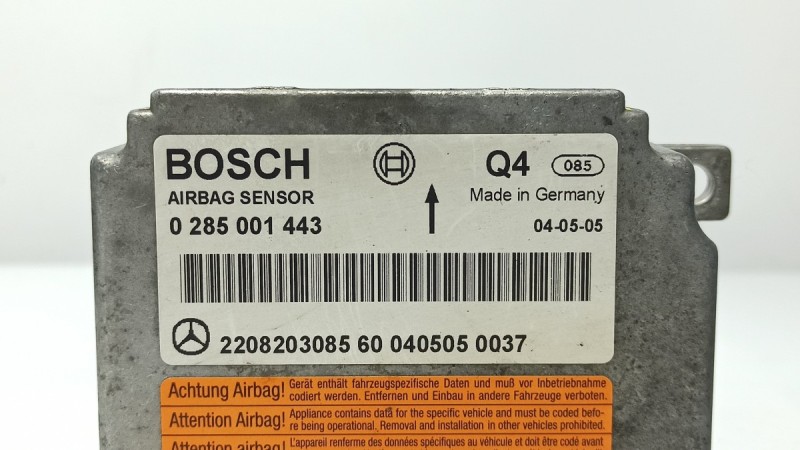 BOSCH
Q4 085
AIRBAG SENSOR
Made in Germany
0 285 001 443
04-05-05
2208203085 60 040505 0037
Achtung Airbag! Gerät enthält fahrzeugspezifische Daten und muß vor Inbetriebnahme
codiert werden. Entfernen und Einbau in andere Fahrzeuge verboten.
Attention Airbag! Appliance contains data for the specific vehicle and must be coded befo-
re being operational. Removal and installation in other vehicles prohibited.
Attention airbag! L'appareil renferme des données spécifiques au véhicule et doit être codé avant